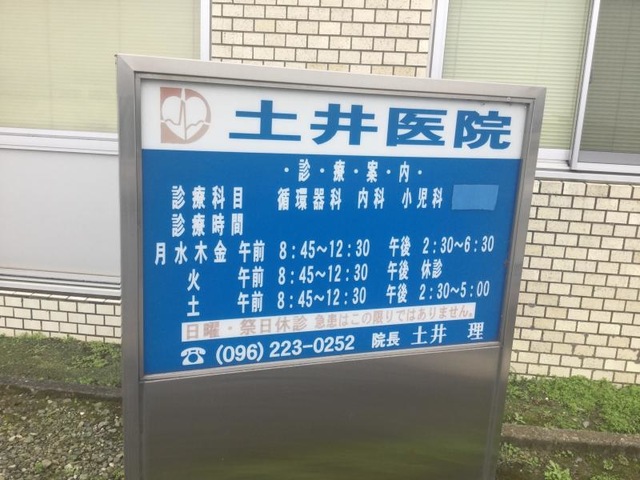 土井医院
・診・療・案・内・
診療科目 循環器科 内科 小児科
診療時間
月水木金 午前 8:45～12:30 午後 2:30～6:30
火 午前 8:45～12:30 午後 休診
土 午前 8:45～12:30 午後 2:30～5:00
日曜・祭日休診 急患はこの限りではありません。
☎ (096) 223-0252 院長 土井 理